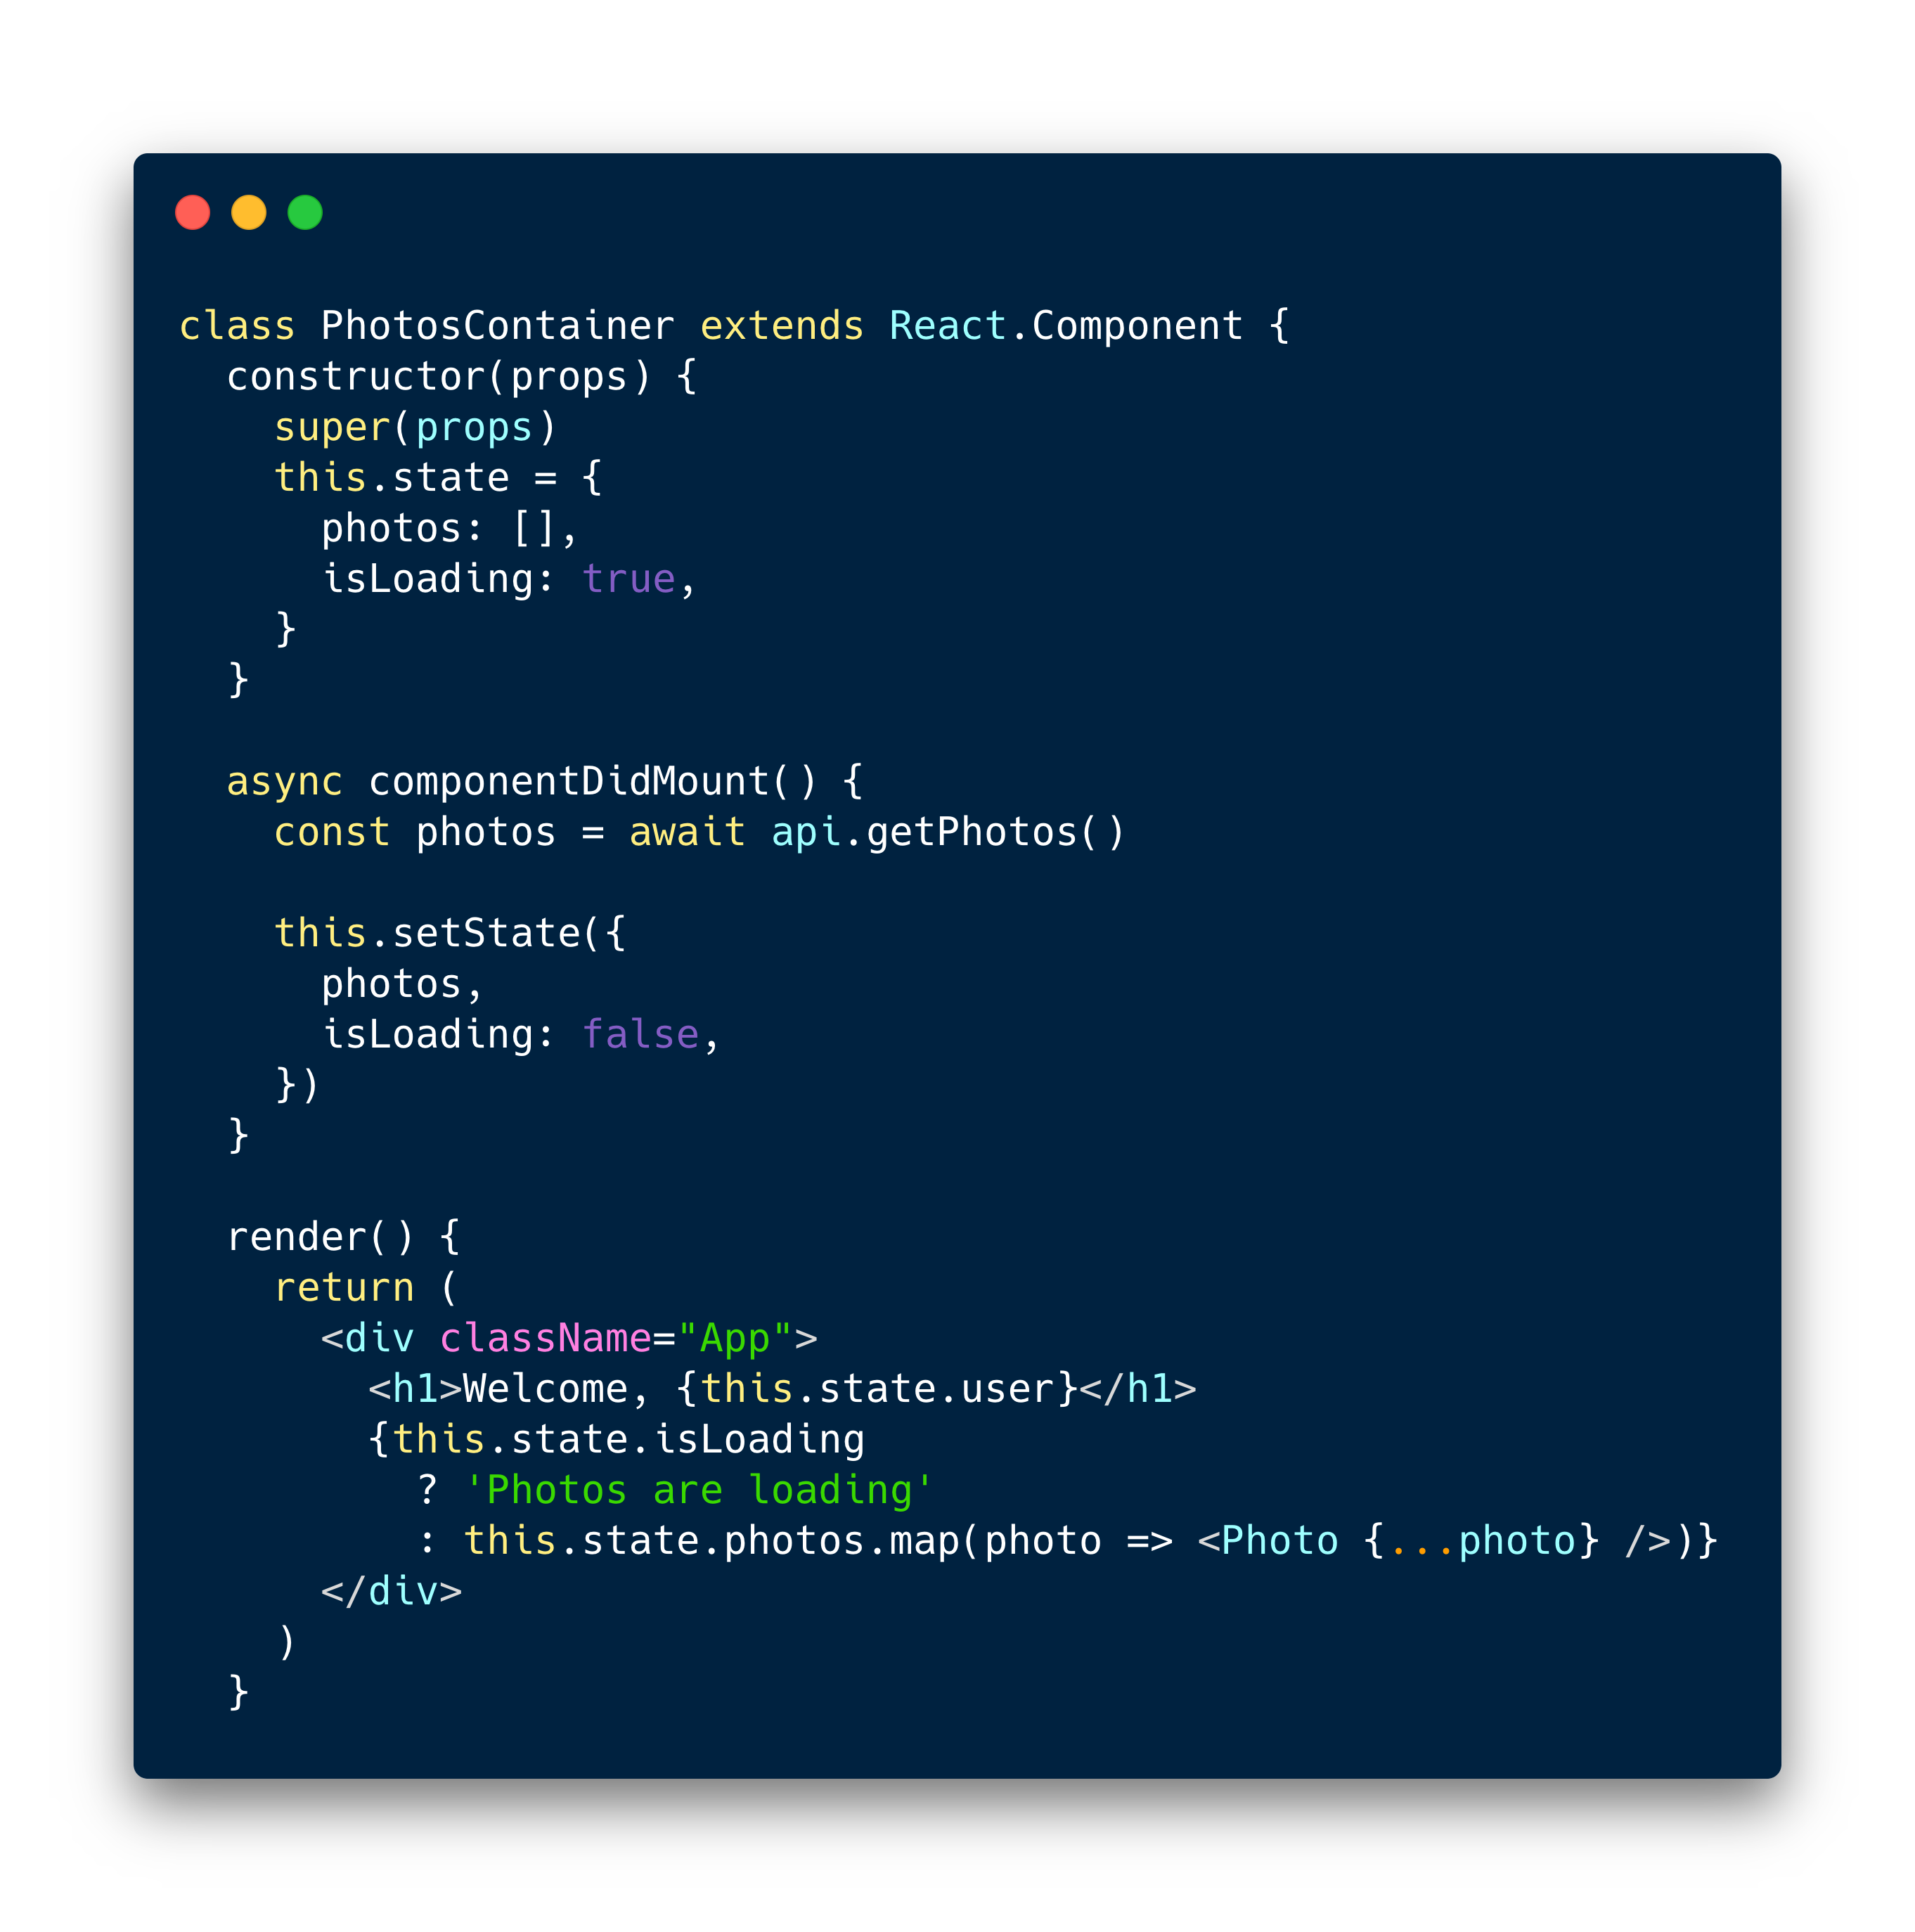 class PhotosContainer extends React.Component {
  constructor(props) {
    super(props)
    this.state = {
      photos: [],
      isLoading: true,
    }
  }

  async componentDidMount() {
    const photos = await api.getPhotos()

    this.setState({
      photos,
      isLoading: false,
    })
  }

  render() {
    return (
      <div className="App">
        <h1>Welcome, {this.state.user}</h1>
        {this.state.isLoading
          ? 'Photos are loading'
          : this.state.photos.map(photo => <Photo {...photo} />)}
      </div>
    )
  }